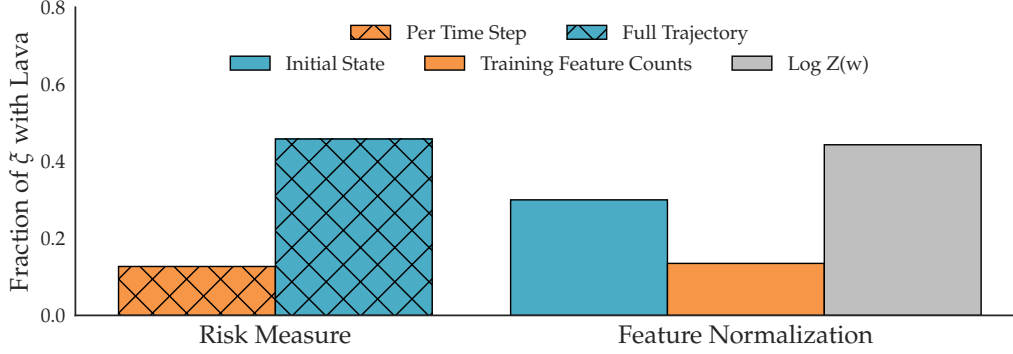 0.8
Per Time Step
Full Trajectory
Initial State
Training Feature Counts
Log Z(w)
0.6
0.4
0.2
0.0
Fraction of ξ with Lava
Risk Measure
Feature Normalization